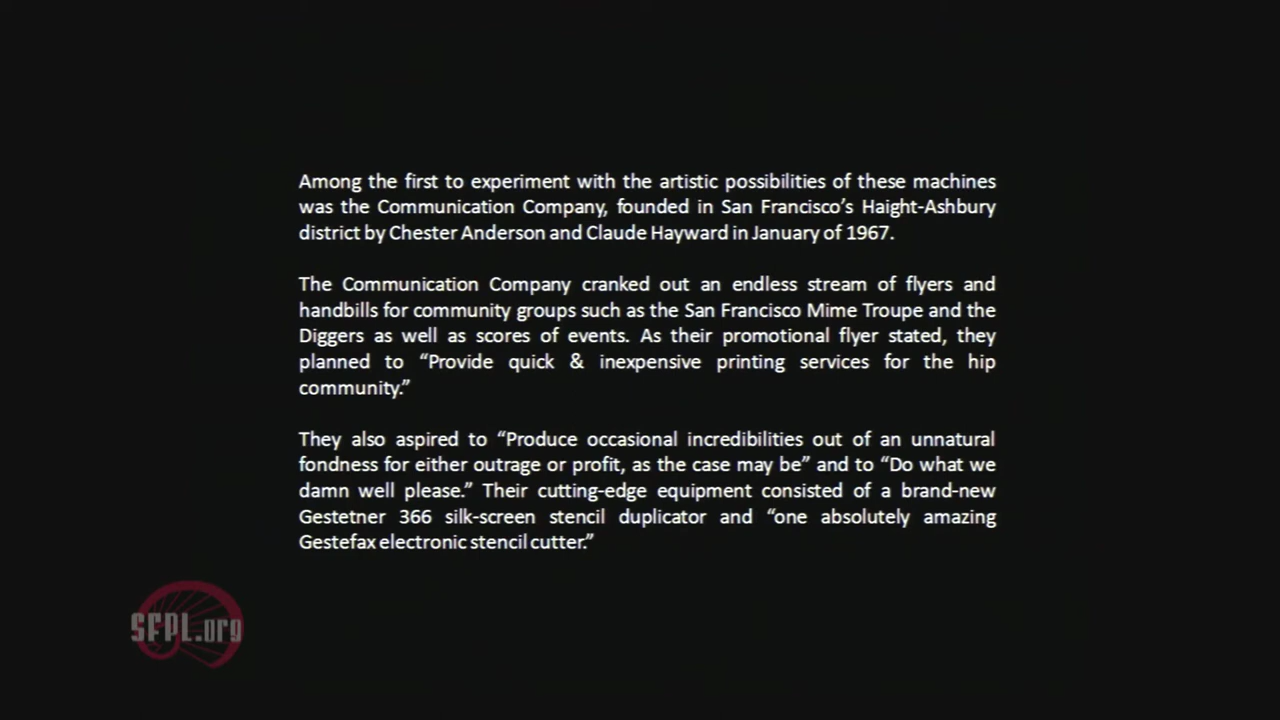 Among the first to experiment with the artistic possibilities of these machines
was the Communication Company, founded in San Francisco’s Haight-Ashbury
district by Chester Anderson and Claude Hayward in January of 1967.
The Communication Company cranked out an endless stream of flyers and
handbills for community groups such as the San Francisco Mime Troupe and the
Diggers as well as scores of events. As their promotional flyer stated, they
planned to “Provide quick & inexpensive printing services for the hip
community.”
They also aspired to “Produce occasional incredibilities out of an unnatural
fondness for either outrage or profit, as the case may be” and to “Do what we
damn well please.” Their cutting-edge equipment consisted of a brand-new
Gestetner 366 silk-screen stencil duplicator and “one absolutely amazing
Gestefax electronic stencil cutter.”
SFPL.org